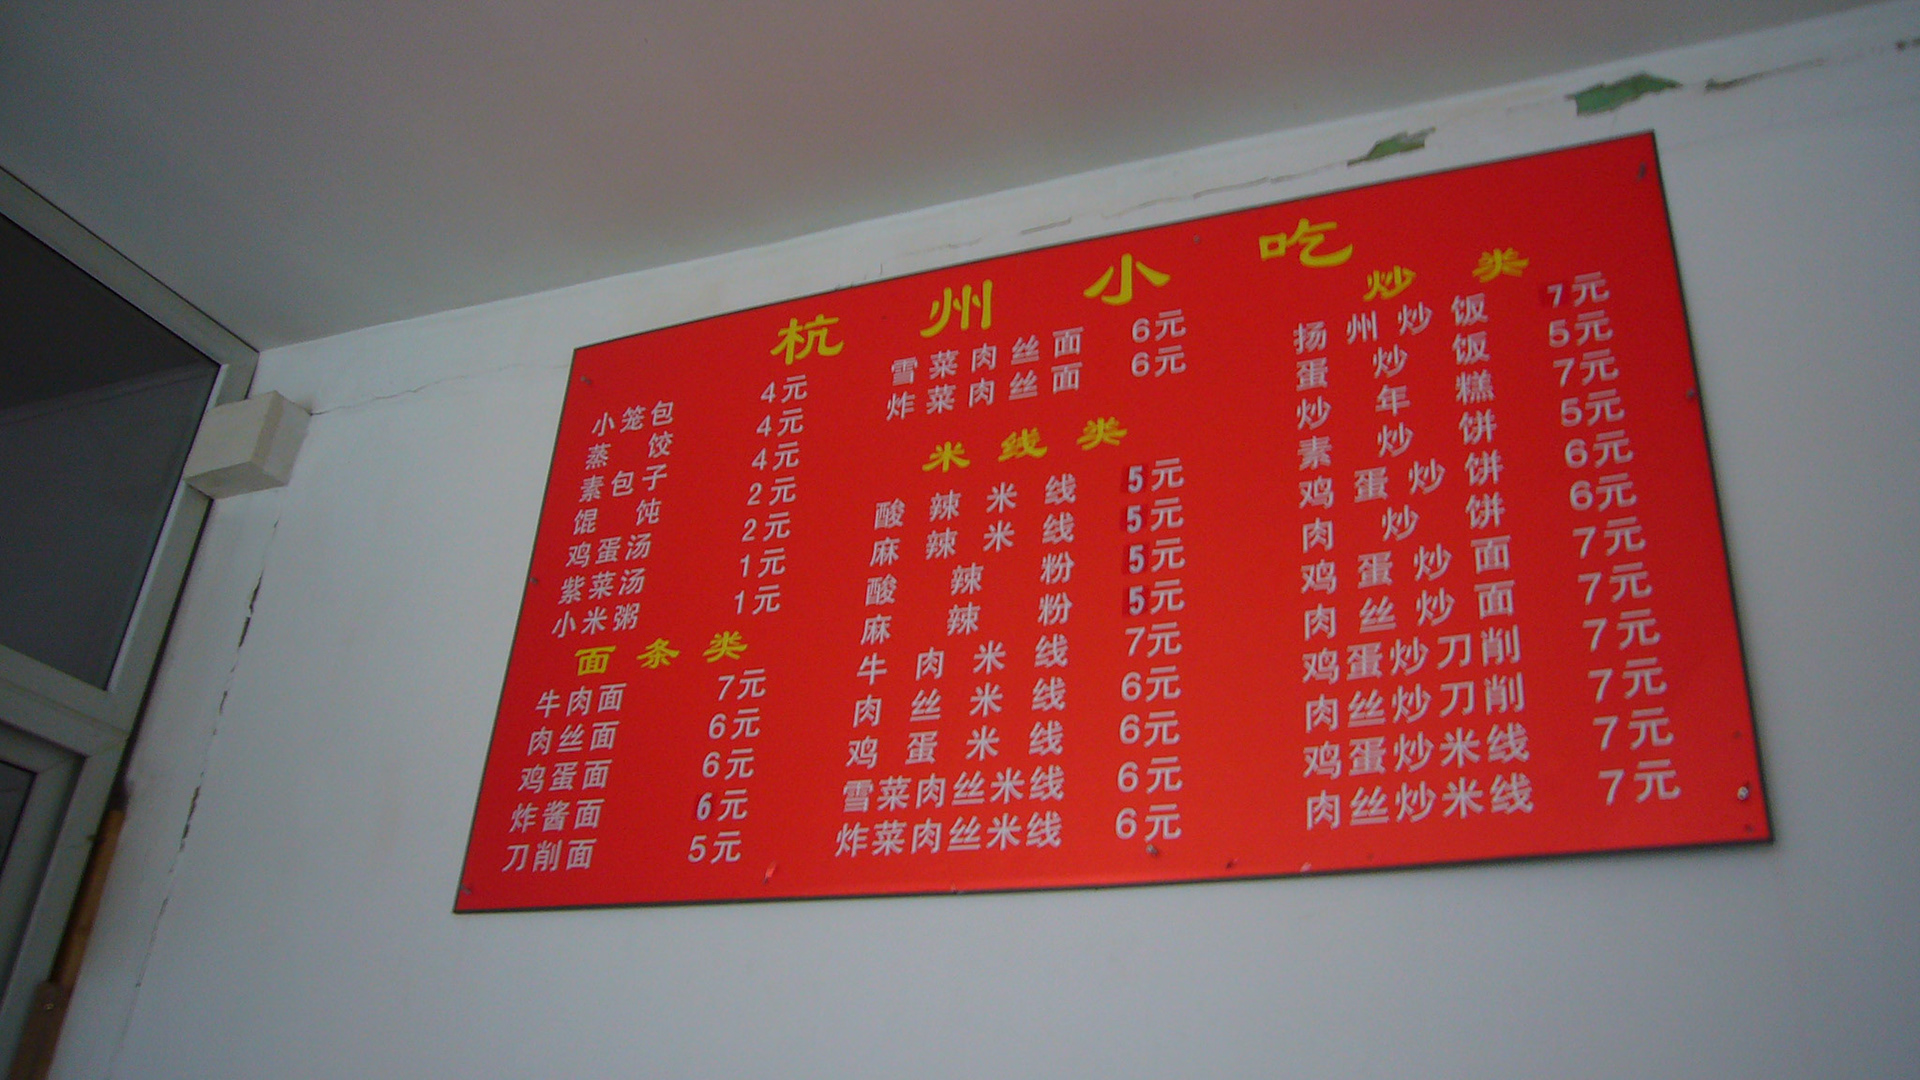 杭州小吃
小笼包 4元
蒸饺 4元
素包子 4元
馄饨 2元
鸡蛋汤 2元
紫菜汤 1元
小米粥 1元
面条类
牛肉面 7元
肉丝面 6元
鸡蛋面 6元
炸酱面 6元
刀削面 5元
雪菜肉丝面 6元
炸菜肉丝面 6元
米线类
酸辣米线 5元
麻辣米线 5元
酸辣粉 5元
麻辣粉 5元
牛肉米线 7元
肉丝米线 6元
鸡蛋米线 6元
雪菜肉丝米线 6元
炸菜肉丝米线 6元
炒类
扬州炒饭 7元
蛋炒饭 5元
炒年糕 7元
素炒饼 5元
鸡蛋炒饼 6元
肉炒饼 6元
鸡蛋炒面 7元
肉丝炒面 7元
鸡蛋炒刀削 7元
肉丝炒刀削 7元
鸡蛋炒米线 7元
肉丝炒米线 7元